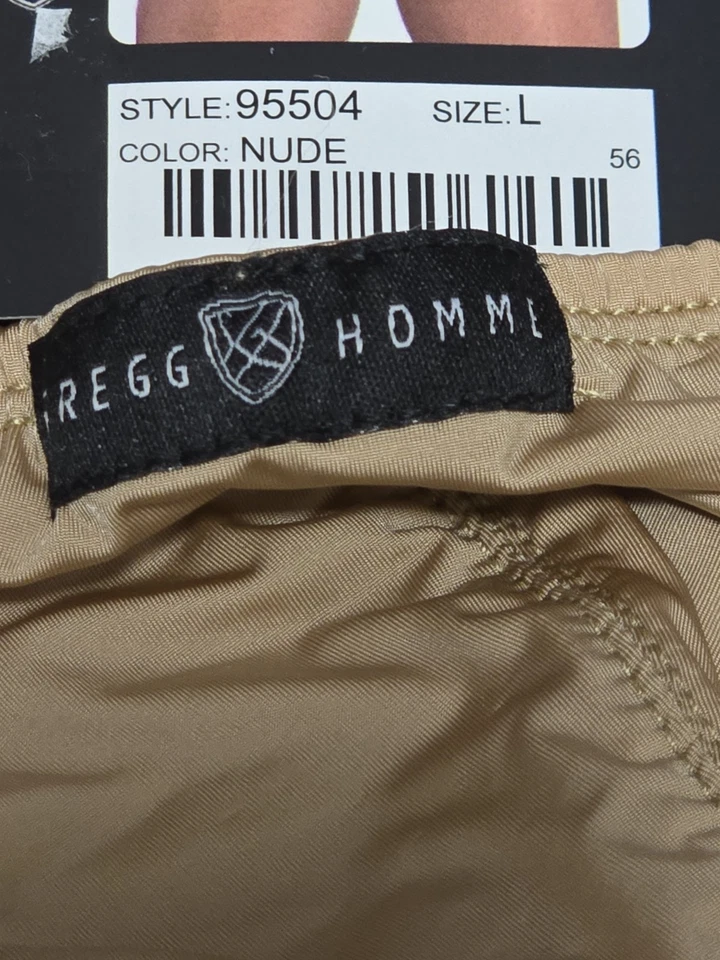 STYLE: 95504 SIZE: L
COLOR: NUDE 56
GREGG HOMME